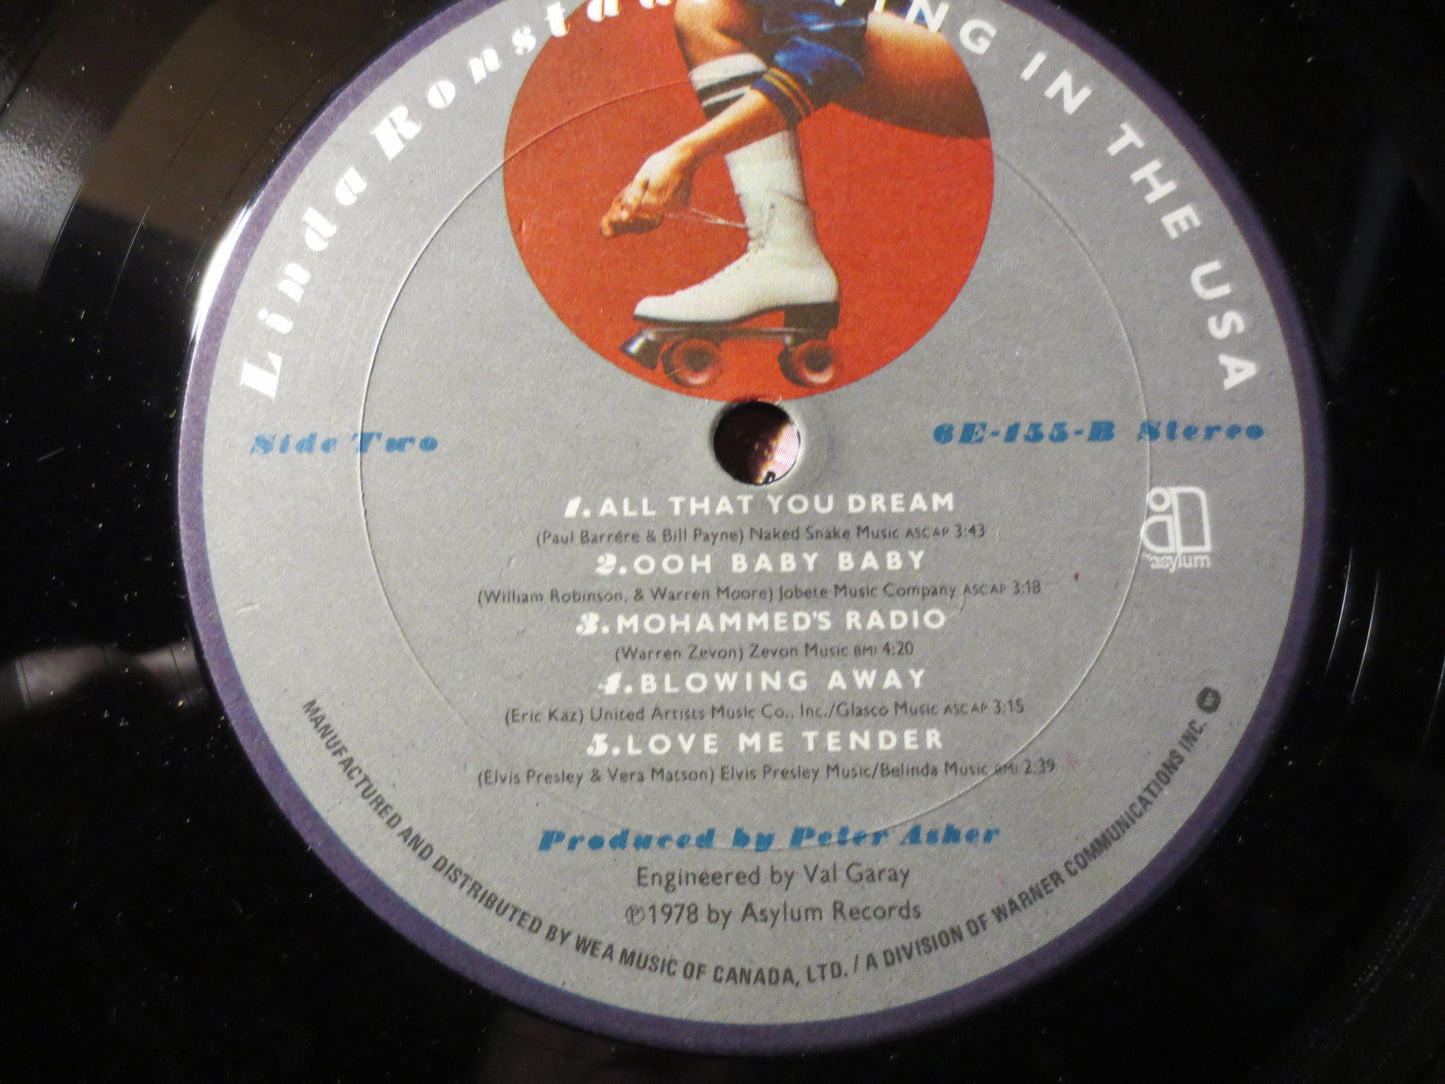 Linda Ronstadt
LIVING IN THE USA
Side Two
6E-155-B Stereo
1. ALL THAT YOU DREAM
(Paul Barrére & Bill Payne) Naked Snake Music ASCAP 3:43
2. OOH BABY BABY
(William Robinson, & Warren Moore) Jobete Music Company ASCAP 3:18
3. MOHAMMED'S RADIO
(Warren Zevon) Zevon Music BMI 4:20
4. BLOWING AWAY
(Eric Kaz) United Artists Music Co., Inc./Glasco Music ASCAP 3:15
5. LOVE ME TENDER
(Elvis Presley & Vera Matson) Elvis Presley Music/Belinda Music BMI 2:39
asylum
Produced by Peter Asher
Engineered by Val Garay
℗1978 by Asylum Records
MANUFACTURED AND DISTRIBUTED BY WEA MUSIC OF CANADA, LTD. / A DIVISION OF WARNER COMMUNICATIONS INC.